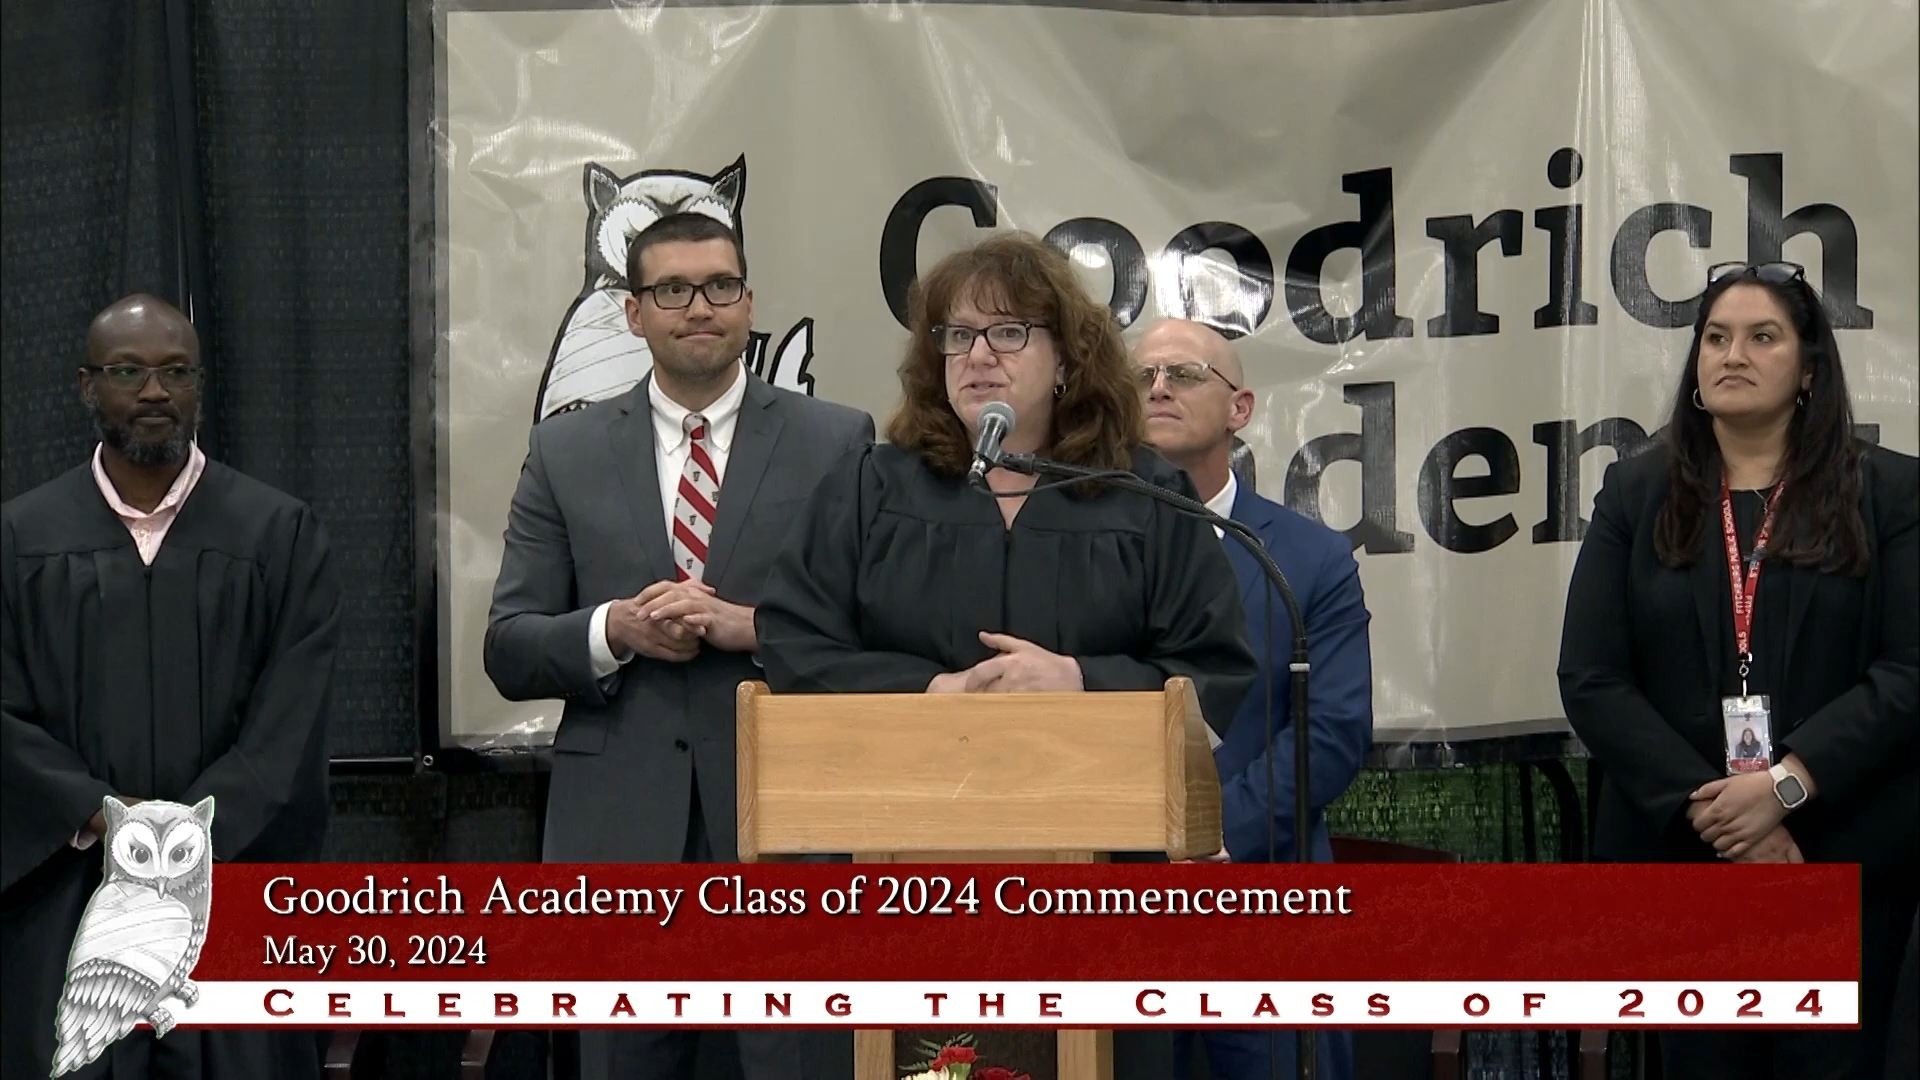 Goodrich
Goodrich Academy Class of 2024 Commencement
May 30, 2024
CELEBRATING THE CLASS OF 2024